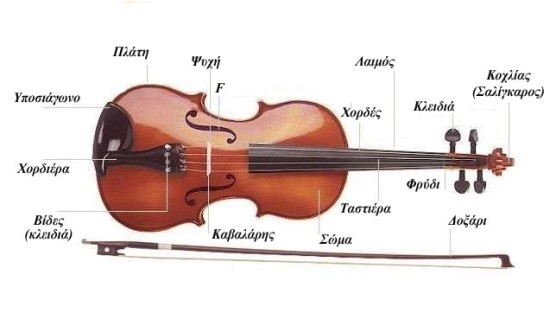 Πλάτη
Ψυχή
Λαιμός
Κοχλίας
(Σαλίγκαρος)
Υποσιάγωνο
F
Χορδές
Κλειδιά
Χορδιέρα
Φρύδι
Ταστιέρα
Βίδες
(κλειδιά)
Καβαλάρης
Σώμα
Δοξάρι